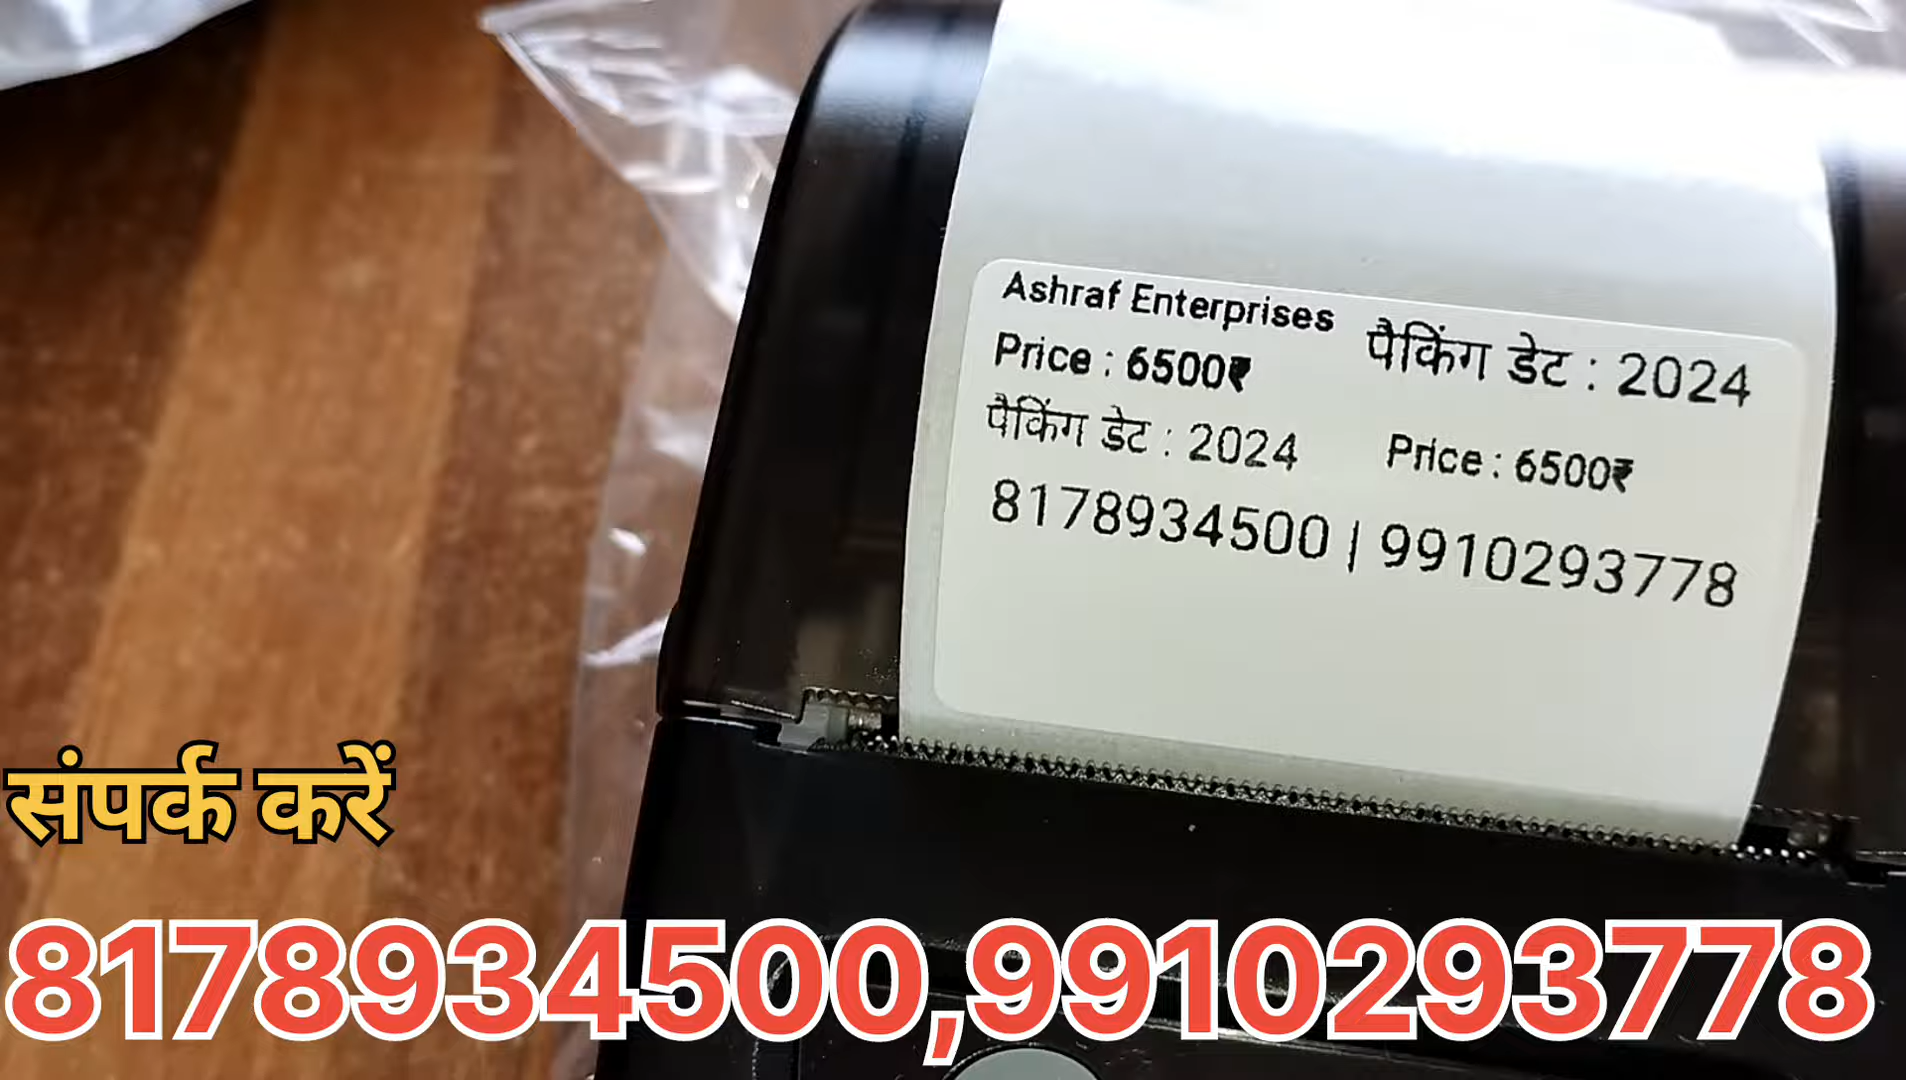 Ashraf Enterprises
Price : 6500₹
पैकिंग डेट : 2024
पैकिंग डेट : 2024
Price : 6500₹
8178934500 | 9910293778
संपर्क करें
8178934500,9910293778